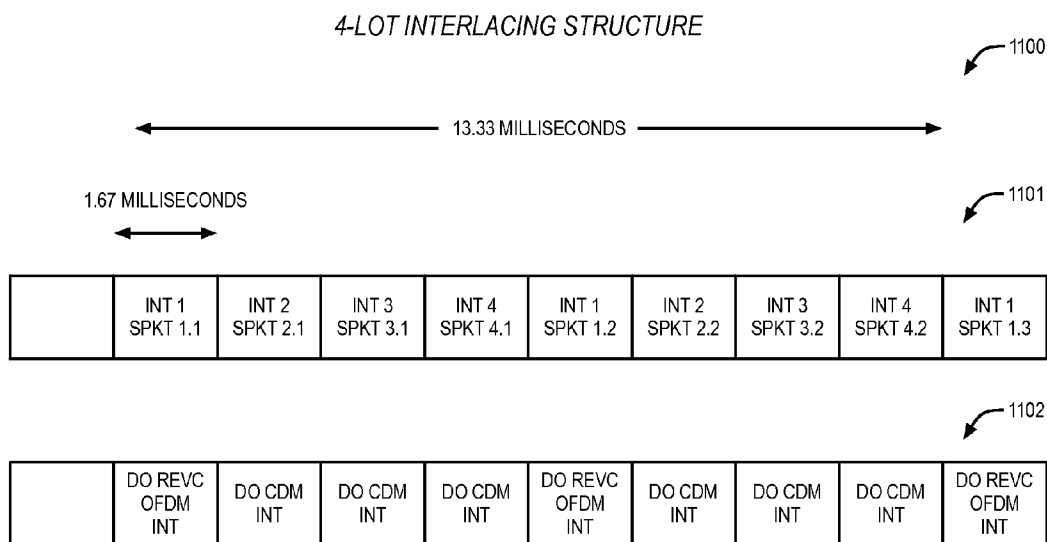 4-LOT INTERLACING STRUCTURE
1100
13.33 MILLISECONDS
1.67 MILLISECONDS
1101
INT 1 INT 2 INT 3 INT 4 INT 1 INT 2 INT 3 INT 4 INT 1
SPKT 1.1 SPKT 2.1 SPKT 3.1 SPKT 4.1 SPKT 1.2 SPKT 2.2 SPKT 3.2 SPKT 4.2 SPKT 1.3
1102
DO REVC OFDM INT
DO CDM INT
DO CDM INT
DO CDM INT
DO REVC OFDM INT
DO CDM INT
DO CDM INT
DO CDM INT
DO REVC OFDM INT